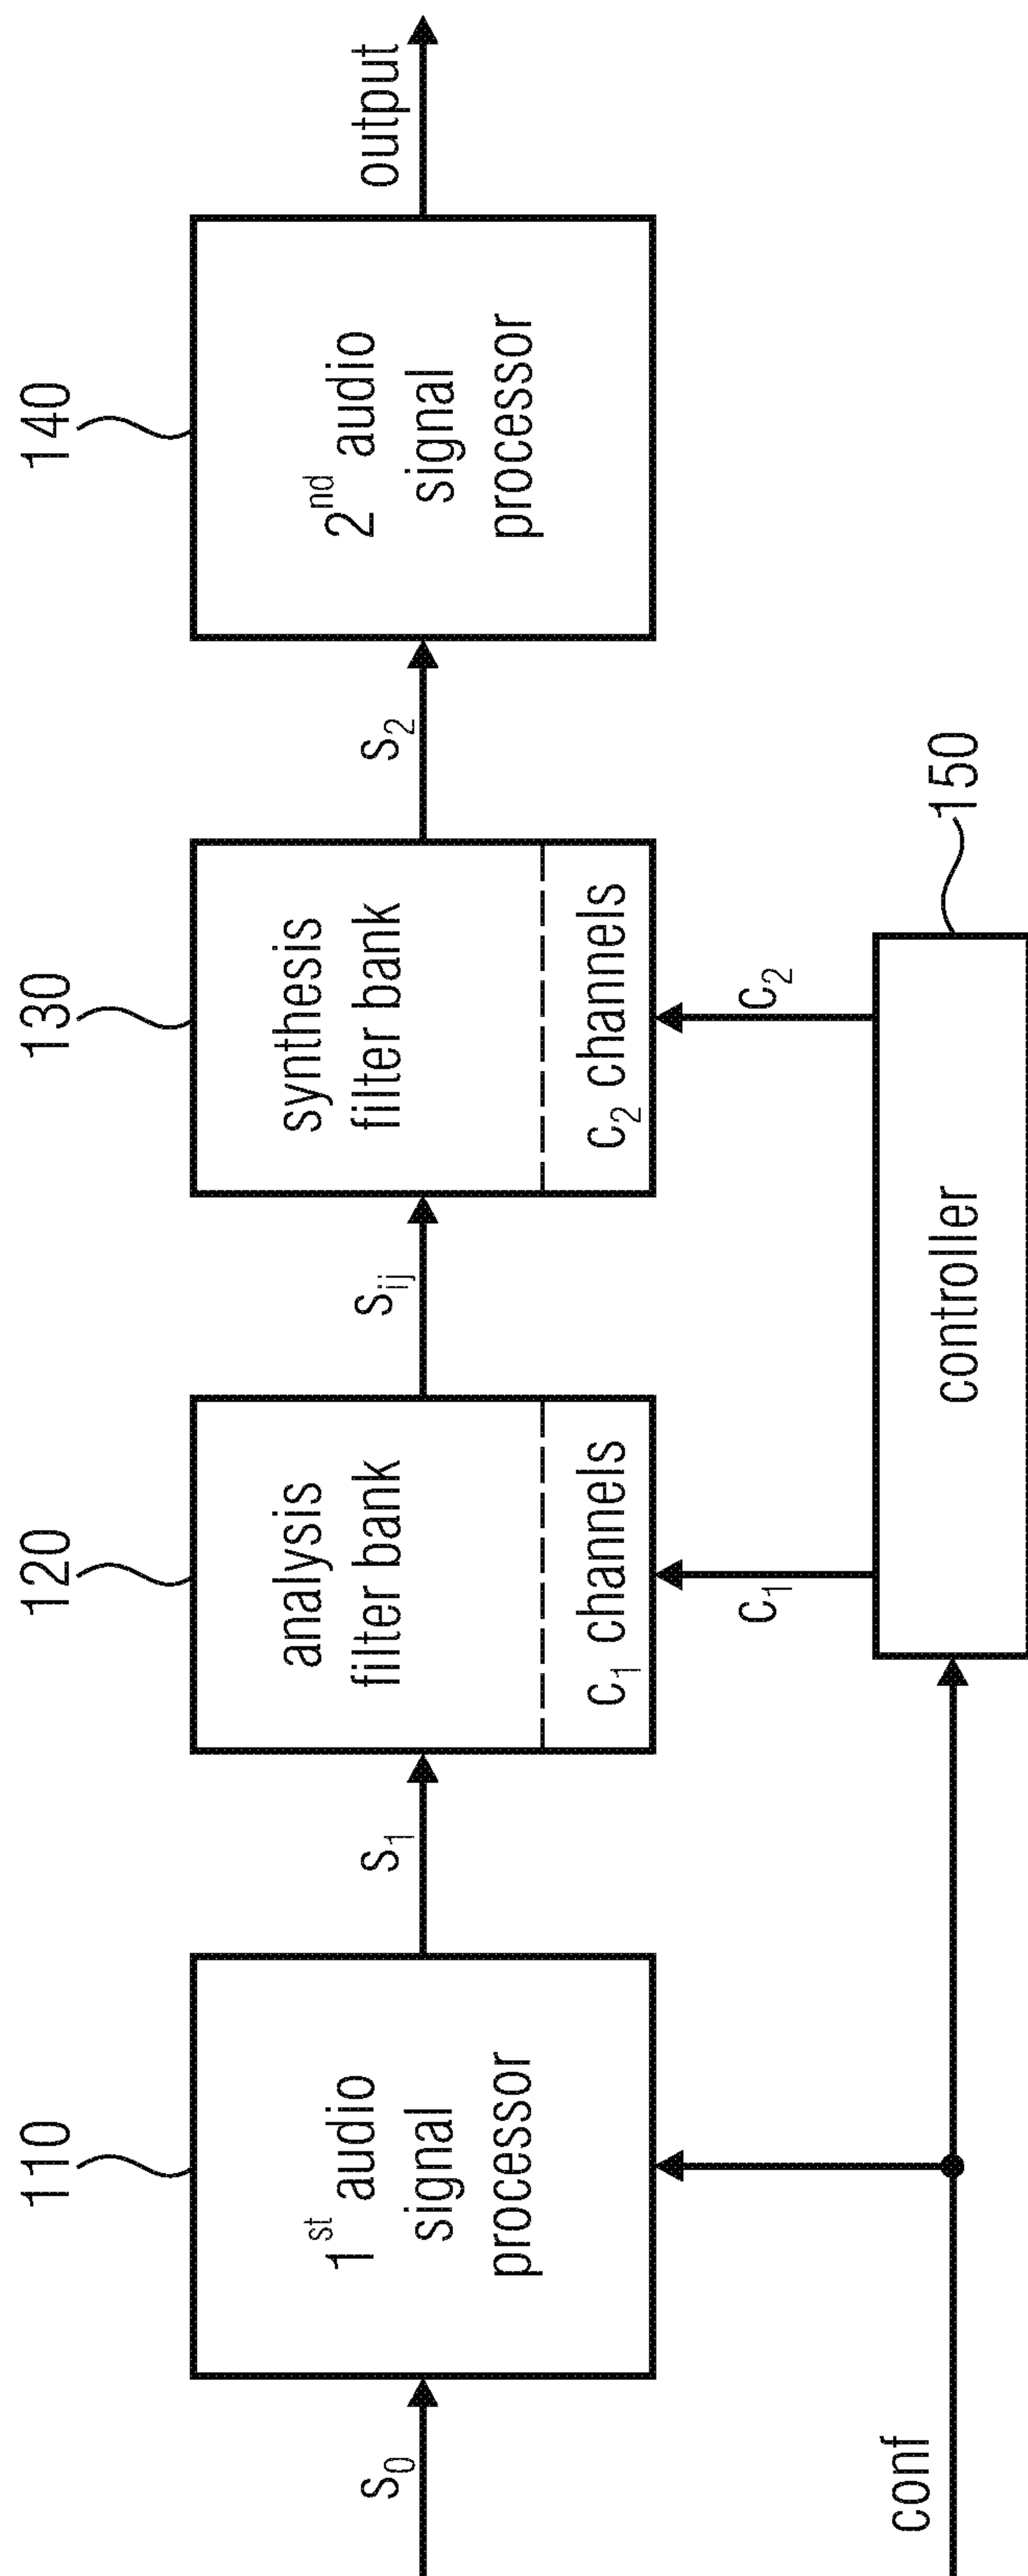 110
120
130
140
s0
1st audio
signal
processor
s1
analysis
filter bank
c1 channels
sij
synthesis
filter bank
c2 channels
s2
2nd audio
signal
processor
output
c1
c2
conf
controller
150